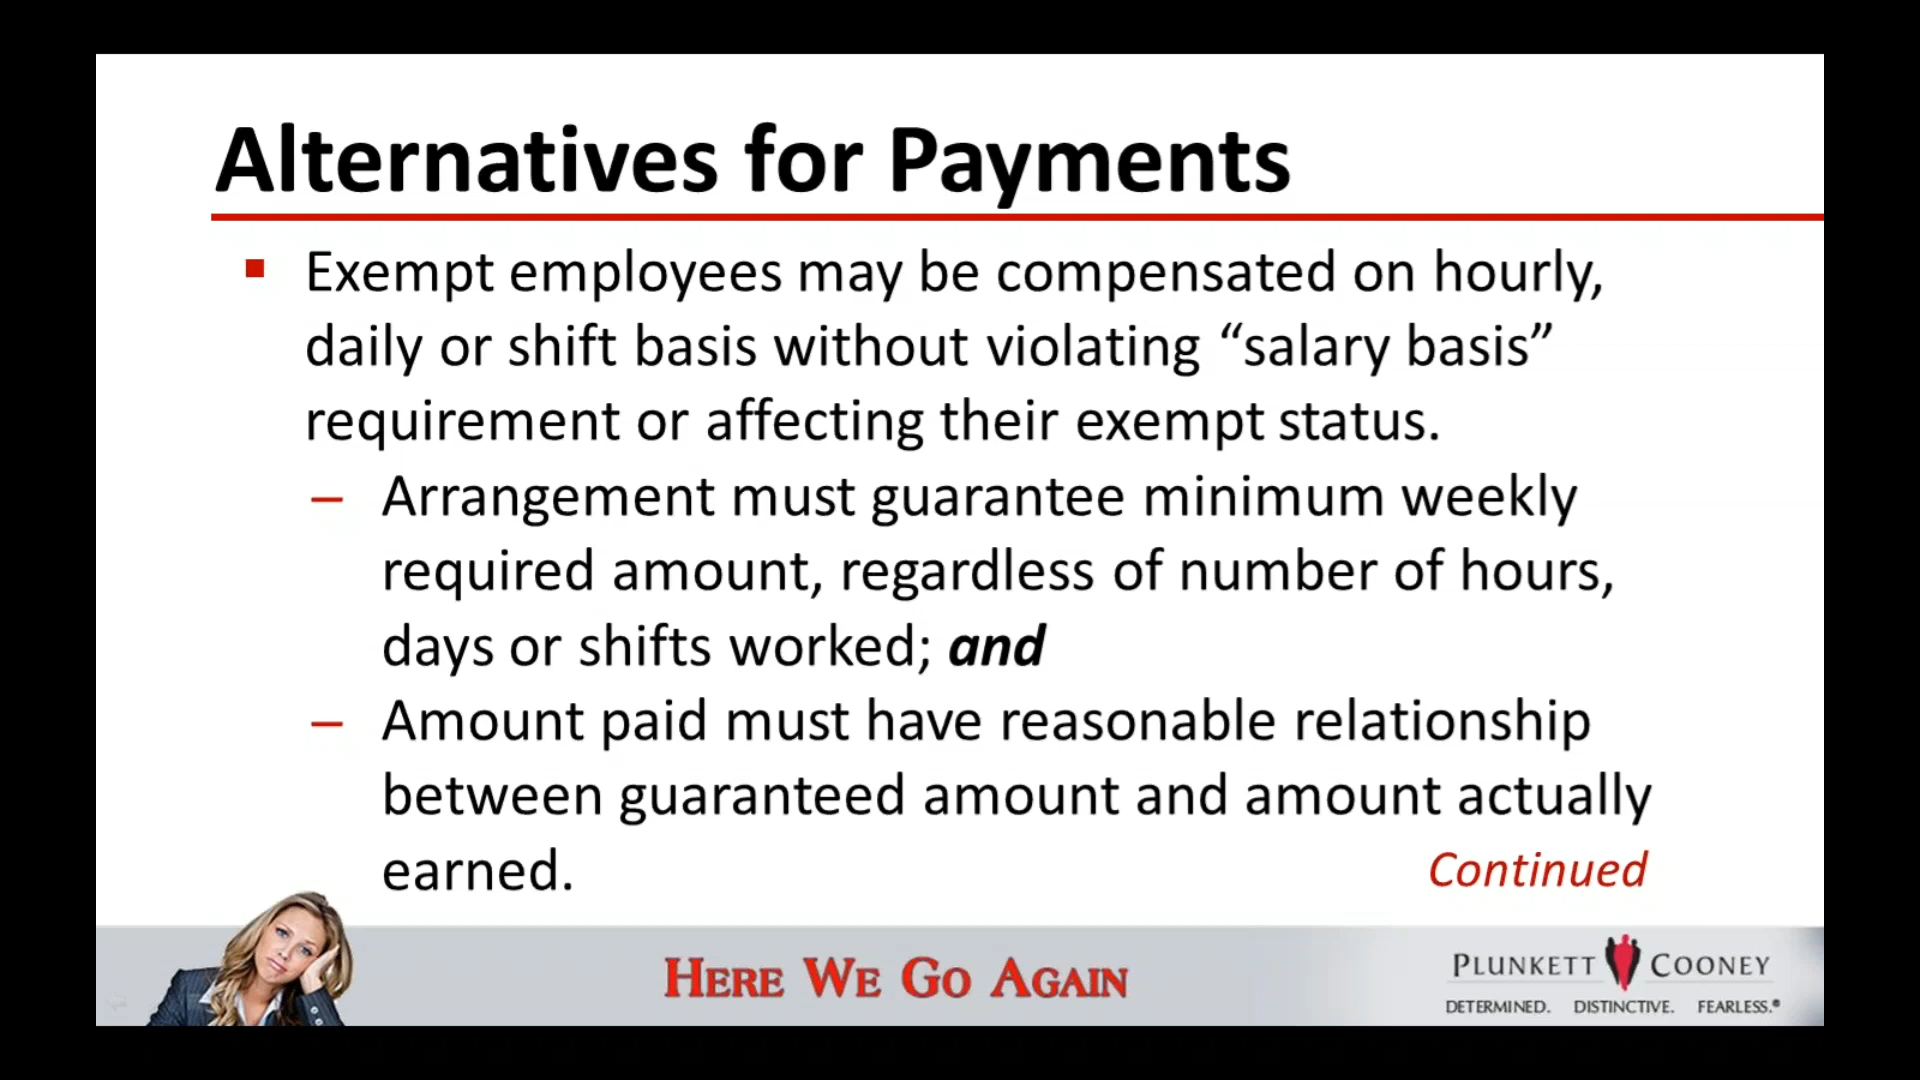 Alternatives for Payments
▪ Exempt employees may be compensated on hourly,
daily or shift basis without violating “salary basis”
requirement or affecting their exempt status.
– Arrangement must guarantee minimum weekly
required amount, regardless of number of hours,
days or shifts worked; and
– Amount paid must have reasonable relationship
between guaranteed amount and amount actually
earned.
Continued
HERE WE GO AGAIN
PLUNKETT COONEY
DETERMINED. DISTINCTIVE. FEARLESS.®